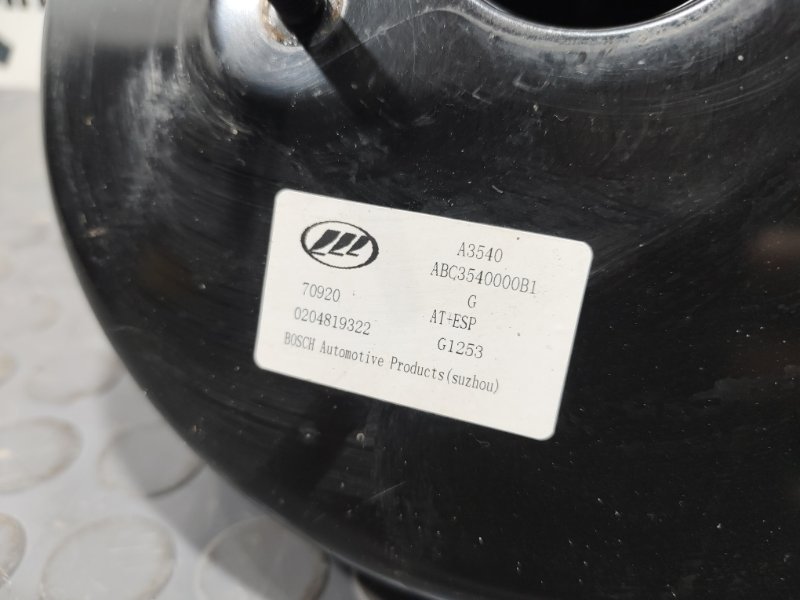 A3540
ABC3540000B1
70920
G
0204819322
AT-ESP
G1253
BOSCH Automotive Products(suzhou)